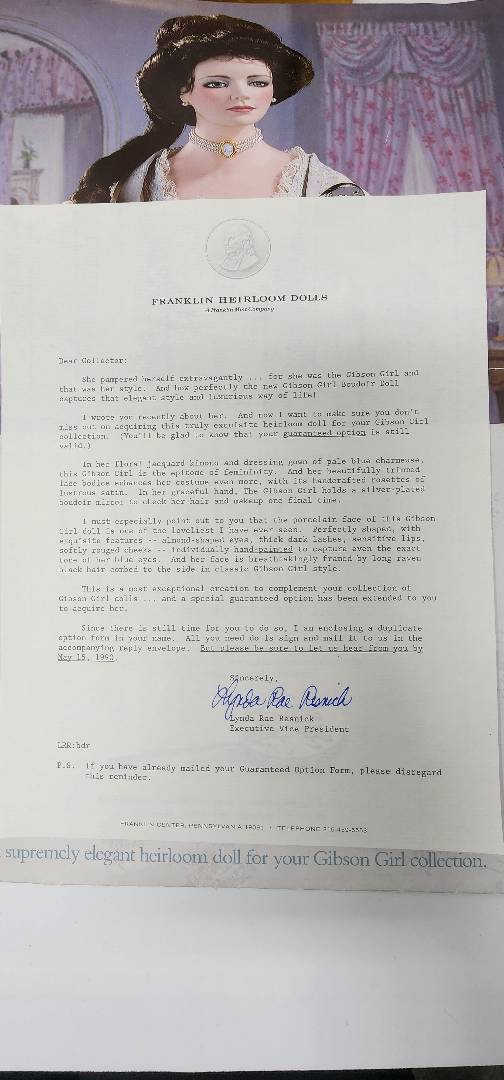 FRANKLIN HEIRLOOM DOLLS
A Franklin Mint Company
Dear Collector:
She pampered herself extravagantly ... for she was the Gibson Girl and
that was her style. And how perfectly the new Gibson Girl Boudoir Doll
captures that elegant style and luxurious way of life!
I wrote you recently about her. And now I want to make sure you don't
miss out on acquiring this truly exquisite heirloom doll for your Gibson Girl
collection. (You'll be glad to know that your guaranteed option is still
valid.)
In her floral jacquard kimono and dressing gown of pale blue charmeuse,
this Gibson Girl is the epitome of femininity. And her beautifully trimmed
lace bodice enhances her costume even more, with its handcrafted rosettes of
lustrous satin. In her graceful hand, The Gibson Girl holds a silver-plated
boudoir mirror to check her hair and makeup one final time.
I must especially point out to you that the porcelain face of this Gibson
Girl doll is one of the loveliest I have ever seen. Perfectly shaped, with
exquisite features -- almond-shaped eyes, thick dark lashes, sensitive lips,
softly rouged cheeks -- individually hand-painted to capture even the exact
tone of her blue eyes. And her face is breathtakingly framed by long raven
black hair combed to the side in classic Gibson Girl style.
This is a most exceptional creation to complement your collection of
Gibson Girl dolls ... and a special guaranteed option has been extended to you
to acquire her.
Since there is still time for you to do so, I am enclosing a duplicate
option form in your name. All you need do is sign and mail it to us in the
accompanying reply envelope. But please be sure to let us hear from you by
May 15, 1990.
Sincerely,
Lynda Rae Resnick
Lynda Rae Resnick
Executive Vice President
LRR:bdr
P.S. If you have already mailed your Guaranteed Option Form, please disregard
this reminder.
FRANKLIN CENTER, PENNSYLVANIA 19091 • TELEPHONE
supremely elegant heirloom doll for your Gibson Girl collection.